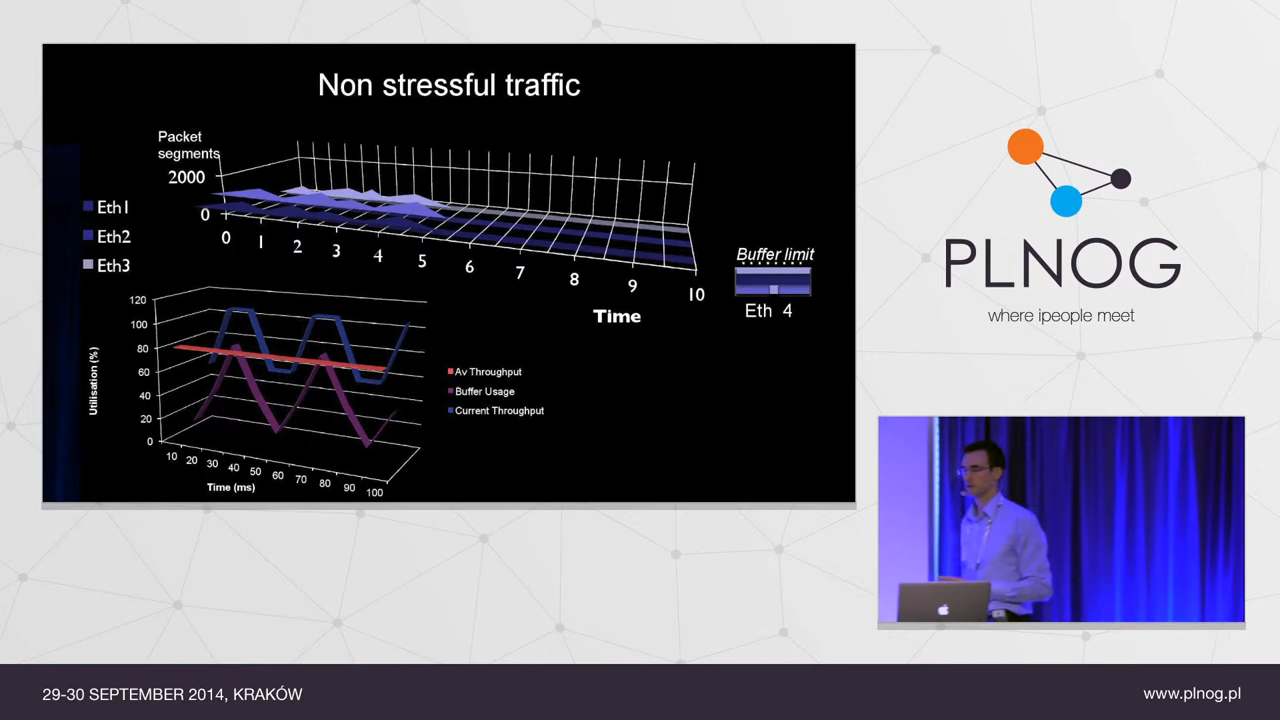 Non stressful traffic
Packet
segments
2000
0
Eth1
Eth2
Eth3
0 1 2 3 4 5 6 7 8 9 10
Time
Buffer limit
Eth 4
120
100
80
60
40
20
0
Utilisation (%)
10 20 30 40 50 60 70 80 90 100
Time (ms)
Av Throughput
Buffer Usage
Current Throughput
PLNOG
where ipeople meet
29-30 SEPTEMBER 2014, KRAKÓW
www.plnog.pl